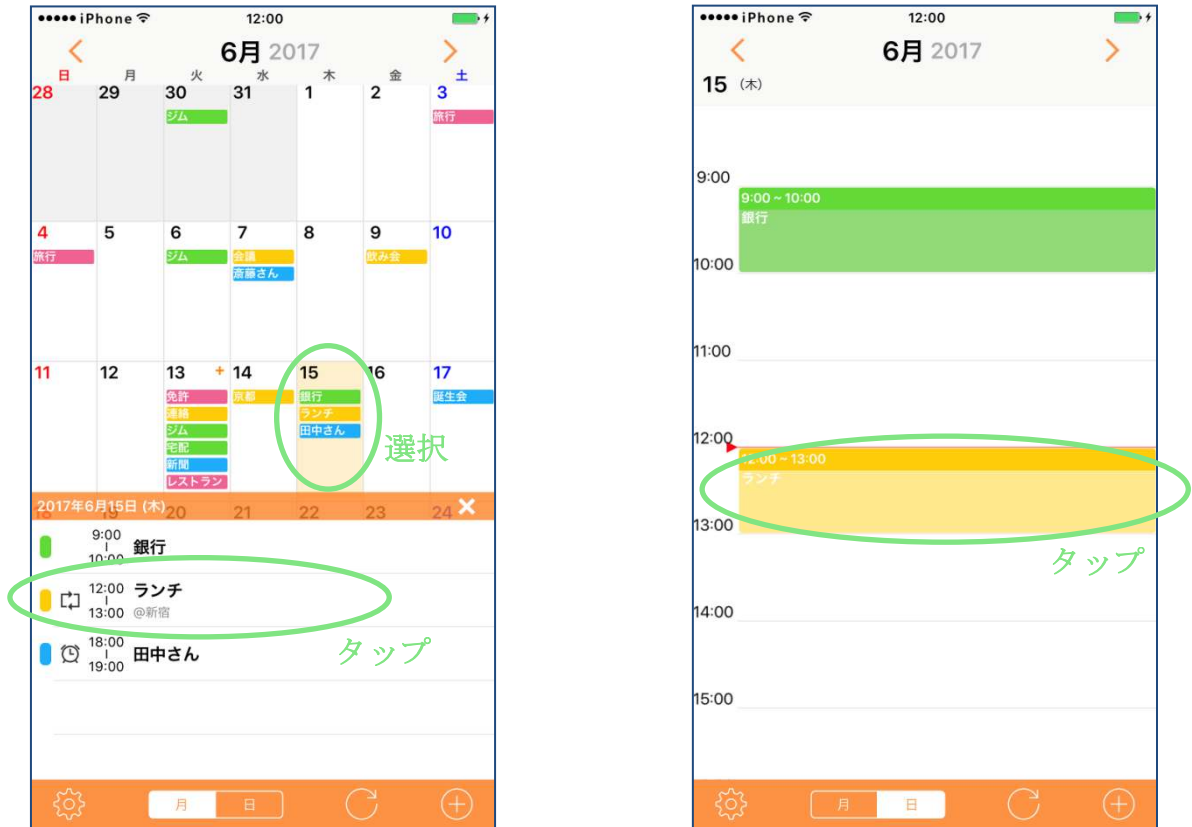 ●●●●● iPhone 12:00
6月 2017
日 月 火 水 木 金 土
28 29 30 31 1 2 3
ジム 旅行
4 5 6 7 8 9 10
旅行 ジム 会議 飲み会
斎藤さん
11 12 13 + 14 15 16 17
免許 京都 銀行 誕生会
連絡 ランチ
ジム 田中さん
宅配
新聞
レストラン
選択
2017年6月15日 (木)
18 19 20 21 22 23 24
9:00
10:00
銀行
12:00
13:00
ランチ
@新宿
タップ
18:00
19:00
田中さん
月 日
●●●●● iPhone 12:00
6月 2017
15 (木)
9:00
9:00 ~ 10:00
銀行
10:00
11:00
12:00
12:00 ~ 13:00
ランチ
13:00
タップ
14:00
15:00
月 日